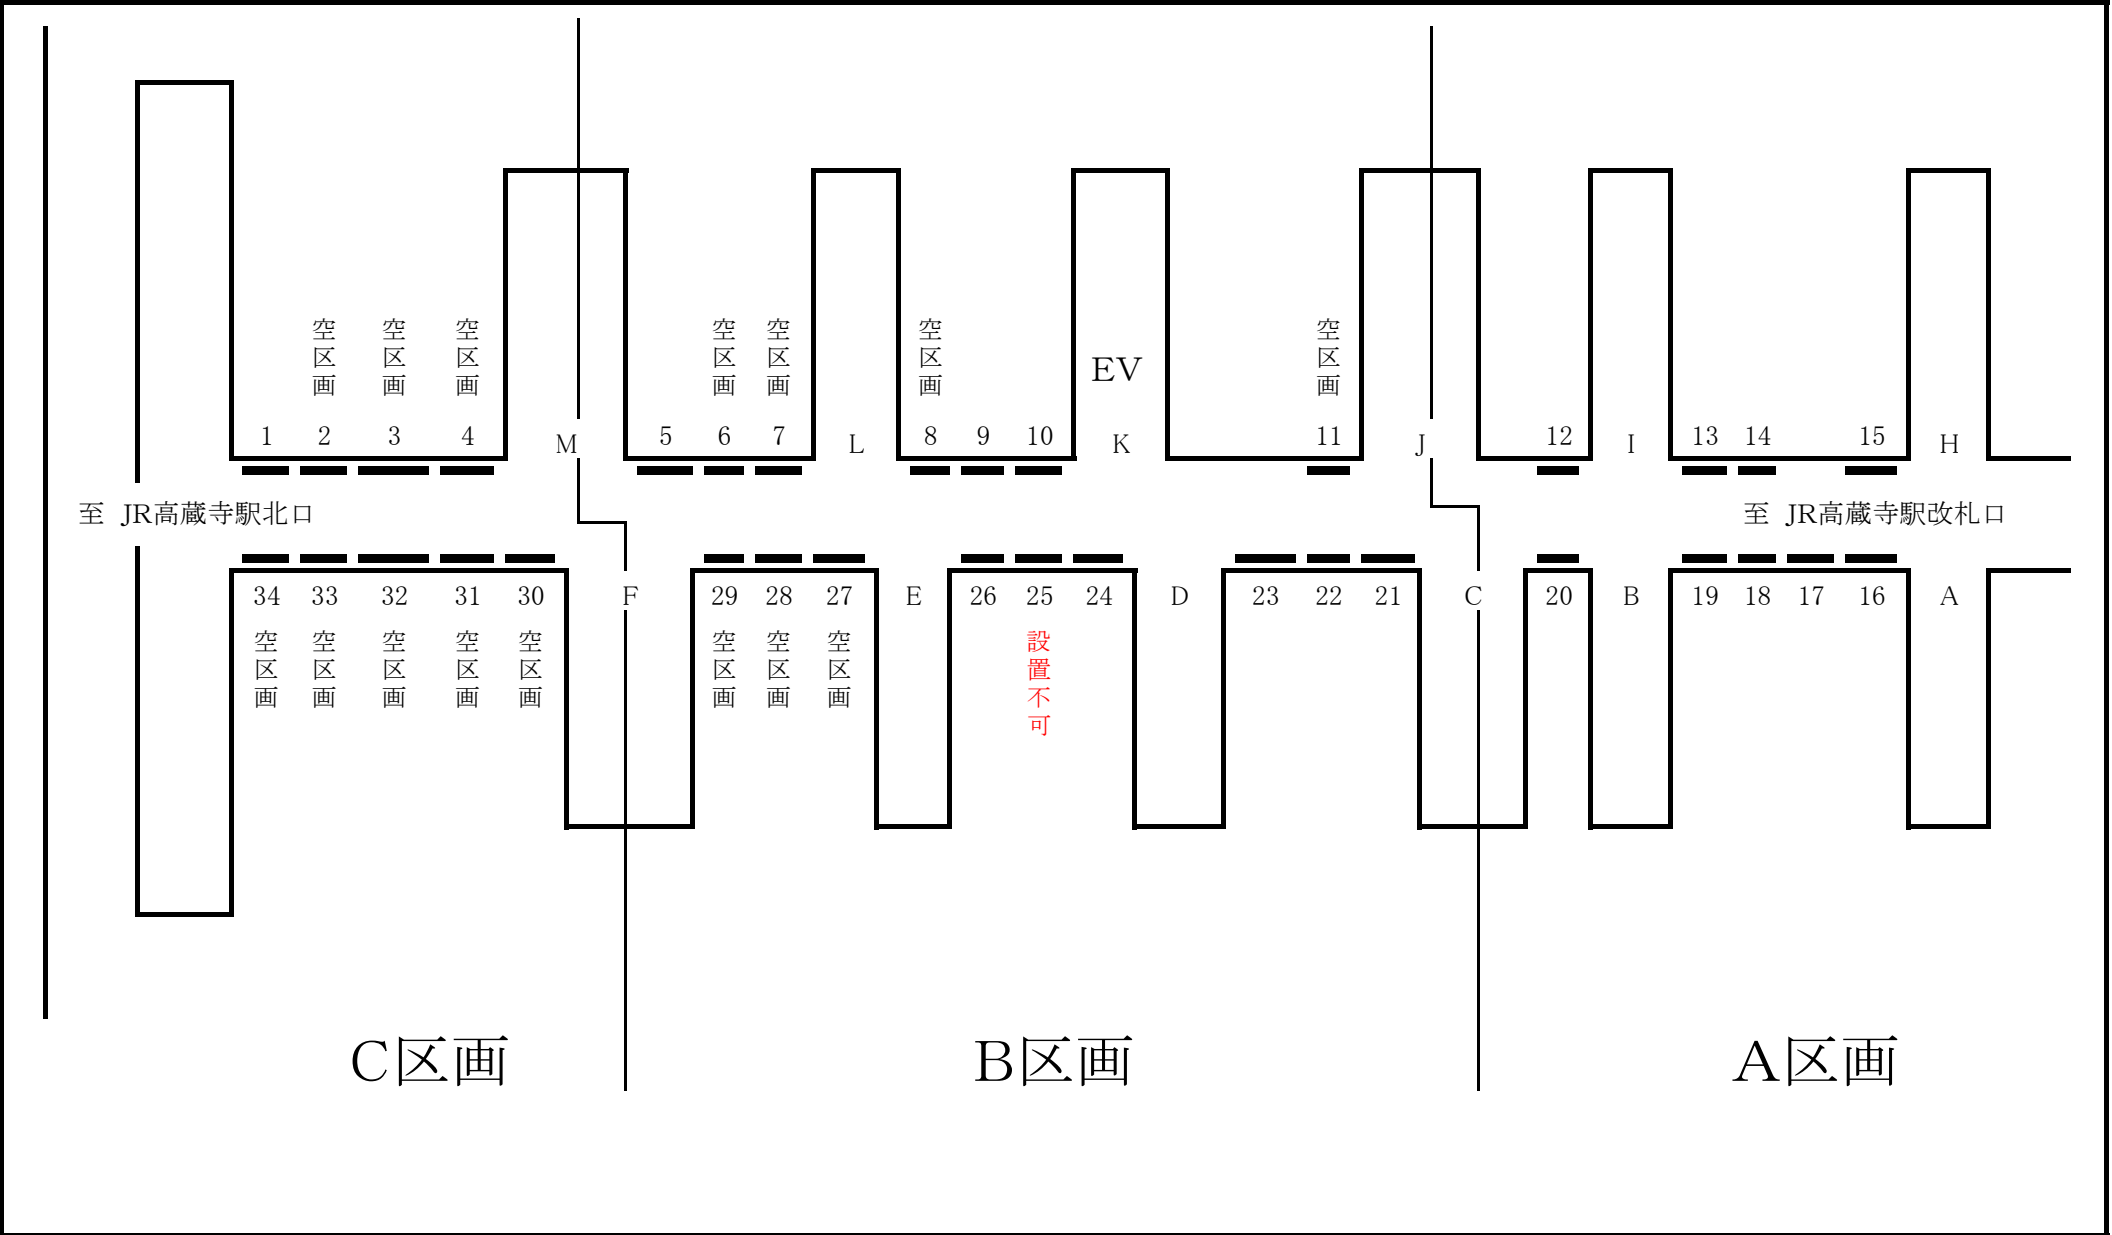 空区画 空区画 空区画 空区画 空区画 空区画 空区画
EV
1 2 3 4 M 5 6 7 L 8 9 10 K 11 J 12 I 13 14 15 H
至 JR高蔵寺駅北口 至 JR高蔵寺駅改札口
34 33 32 31 30 F 29 28 27 E 26 25 24 D 23 22 21 C 20 B 19 18 17 16 A
空区画 空区画 空区画 空区画 空区画 空区画 空区画 空区画 設置不可
C区画 B区画 A区画